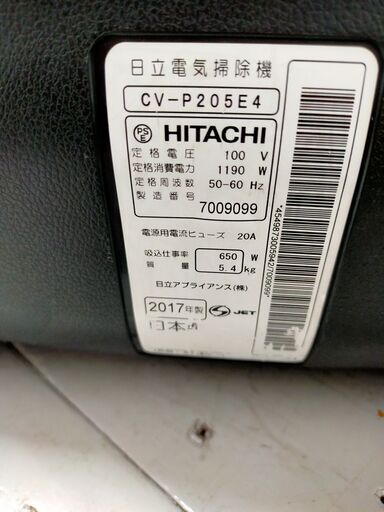 日立電気掃除機
CV-P205E4
PS E HITACHI
定格電圧 100 V
定格消費電力 1190 W
定格周波数 50-60 Hz
製造番号 7009099
電源用電流ヒューズ 20A
吸込仕事率 650 W
質量 5.4 kg
日立アプライアンス(株)
2017年製 S JET
日本
*4549873005942/7009099*